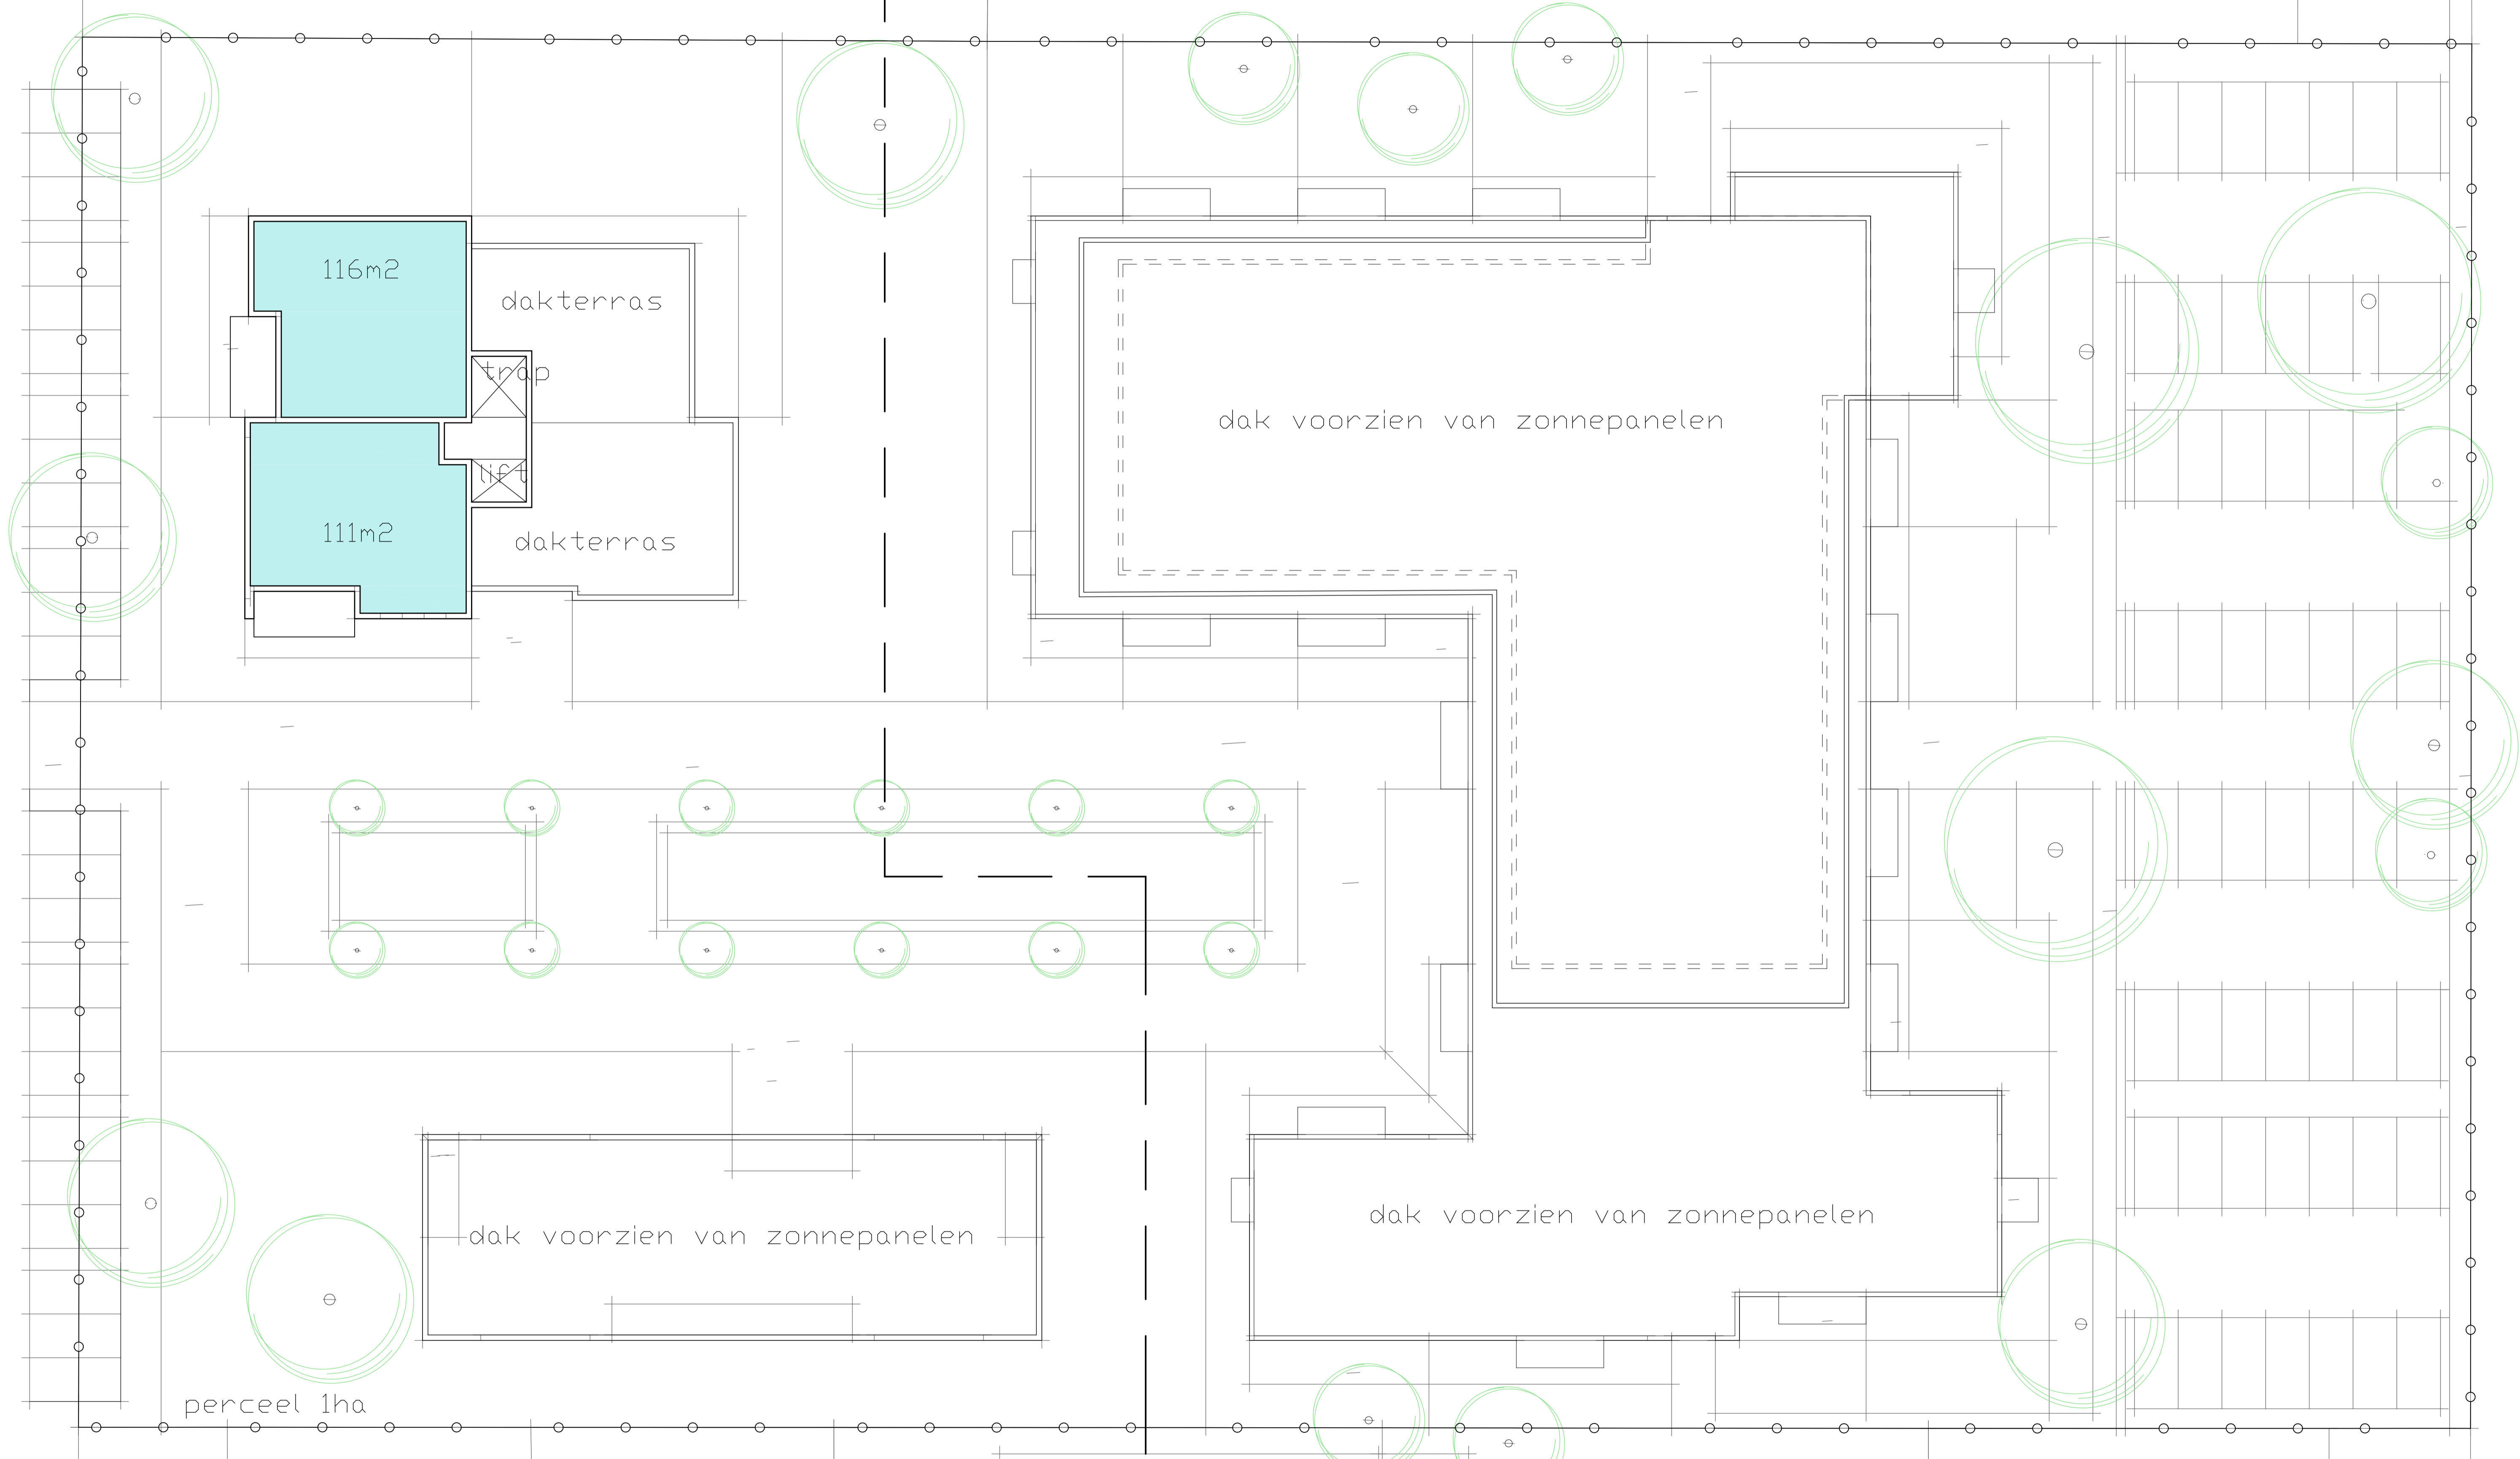 116m2
dakterras
trap
dak voorzien van zonnepanelen
lift
111m2
dakterras
dak voorzien van zonnepanelen
dak voorzien van zonnepanelen
perceel 1ha